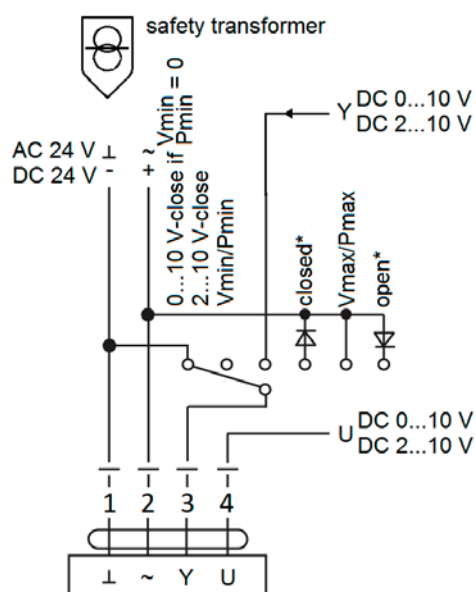 safety transformer
AC 24 V ⊥ ~
DC 24 V - +
0...10 V-close if Vmin = 0
Pmin
2...10 V-close
Vmin/Pmin
Y DC 0...10 V
DC 2...10 V
closed*
Vmax/Pmax
open*
U DC 0...10 V
DC 2...10 V
1 2 3 4
⊥ ~ Y U